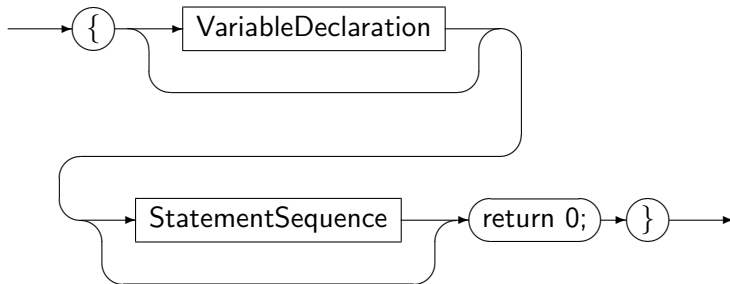 { VariableDeclaration
StatementSequence return 0; }